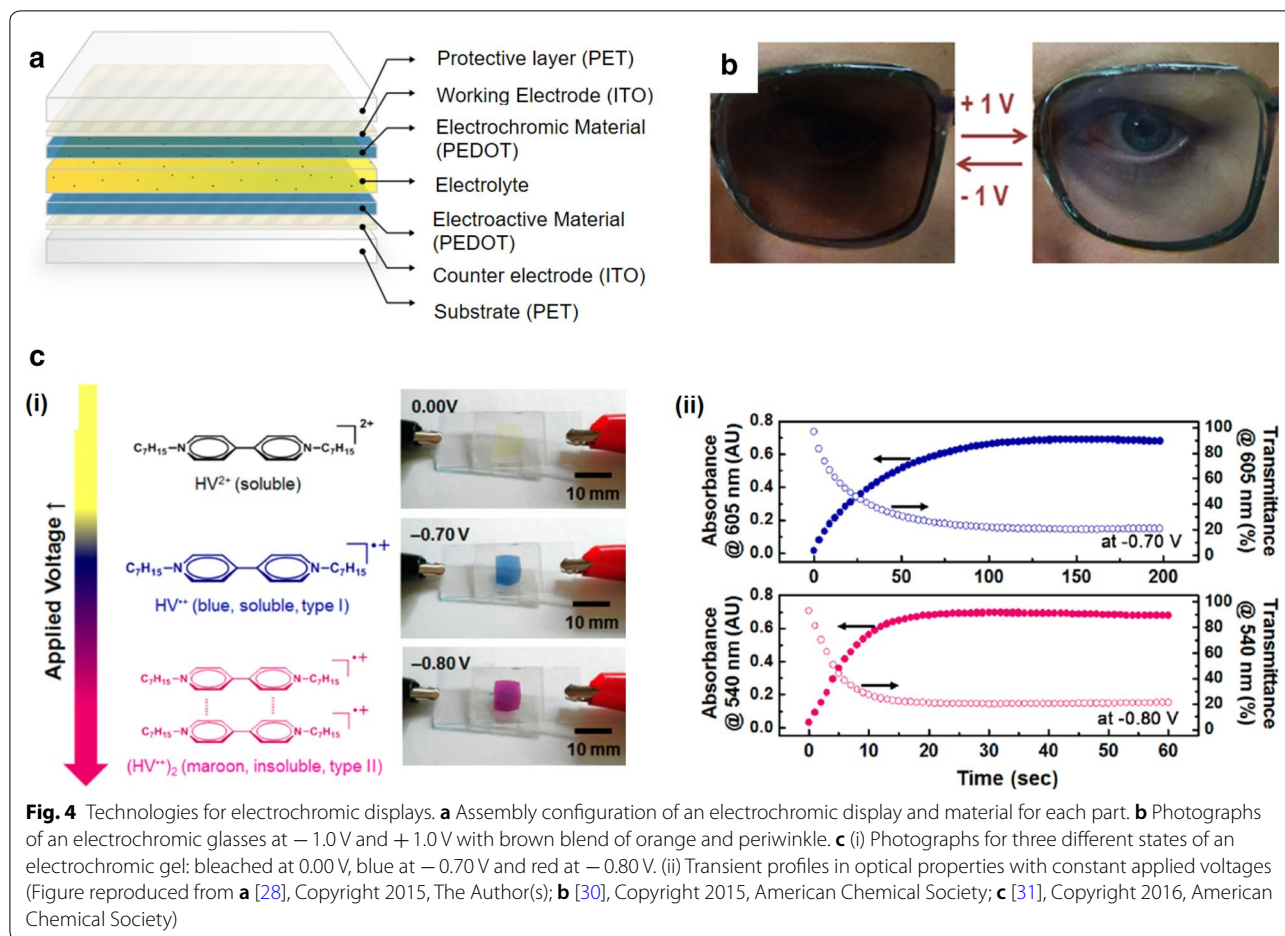 a
Protective layer (PET)
Working Electrode (ITO)
Electrochromic Material
(PEDOT)
Electrolyte
Electroactive Material
(PEDOT)
Counter electrode (ITO)
Substrate (PET)
b
+ 1 V
- 1 V
c
(i)
Applied Voltage ↑
C₇H₁₅–N N–C₇H₁₅ 2+
HV²⁺ (soluble)
C₇H₁₅–N N–C₇H₁₅ •+
HV•⁺ (blue, soluble, type I)
C₇H₁₅–N N–C₇H₁₅ •+
C₇H₁₅–N N–C₇H₁₅ •+
(HV•⁺)₂ (maroon, insoluble, type II)
0.00V
10 mm
−0.70 V
10 mm
−0.80 V
10 mm
(ii)
Absorbance
@ 605 nm (AU)
0.8
0.6
0.4
0.2
0.0
100
80
60
40
20
0
Transmittance
@ 605 nm (%)
at -0.70 V
0 50 100 150 200
Absorbance
@ 540 nm (AU)
0.8
0.6
0.4
0.2
0.0
100
80
60
40
20
0
Transmittance
@ 540 nm (%)
at -0.80 V
0 10 20 30 40 50 60
Time (sec)
Fig. 4 Technologies for electrochromic displays. a Assembly configuration of an electrochromic display and material for each part. b Photographs
of an electrochromic glasses at − 1.0 V and + 1.0 V with brown blend of orange and periwinkle. c (i) Photographs for three different states of an
electrochromic gel: bleached at 0.00 V, blue at − 0.70 V and red at − 0.80 V. (ii) Transient profiles in optical properties with constant applied voltages
(Figure reproduced from a [28], Copyright 2015, The Author(s); b [30], Copyright 2015, American Chemical Society; c [31], Copyright 2016, American
Chemical Society)